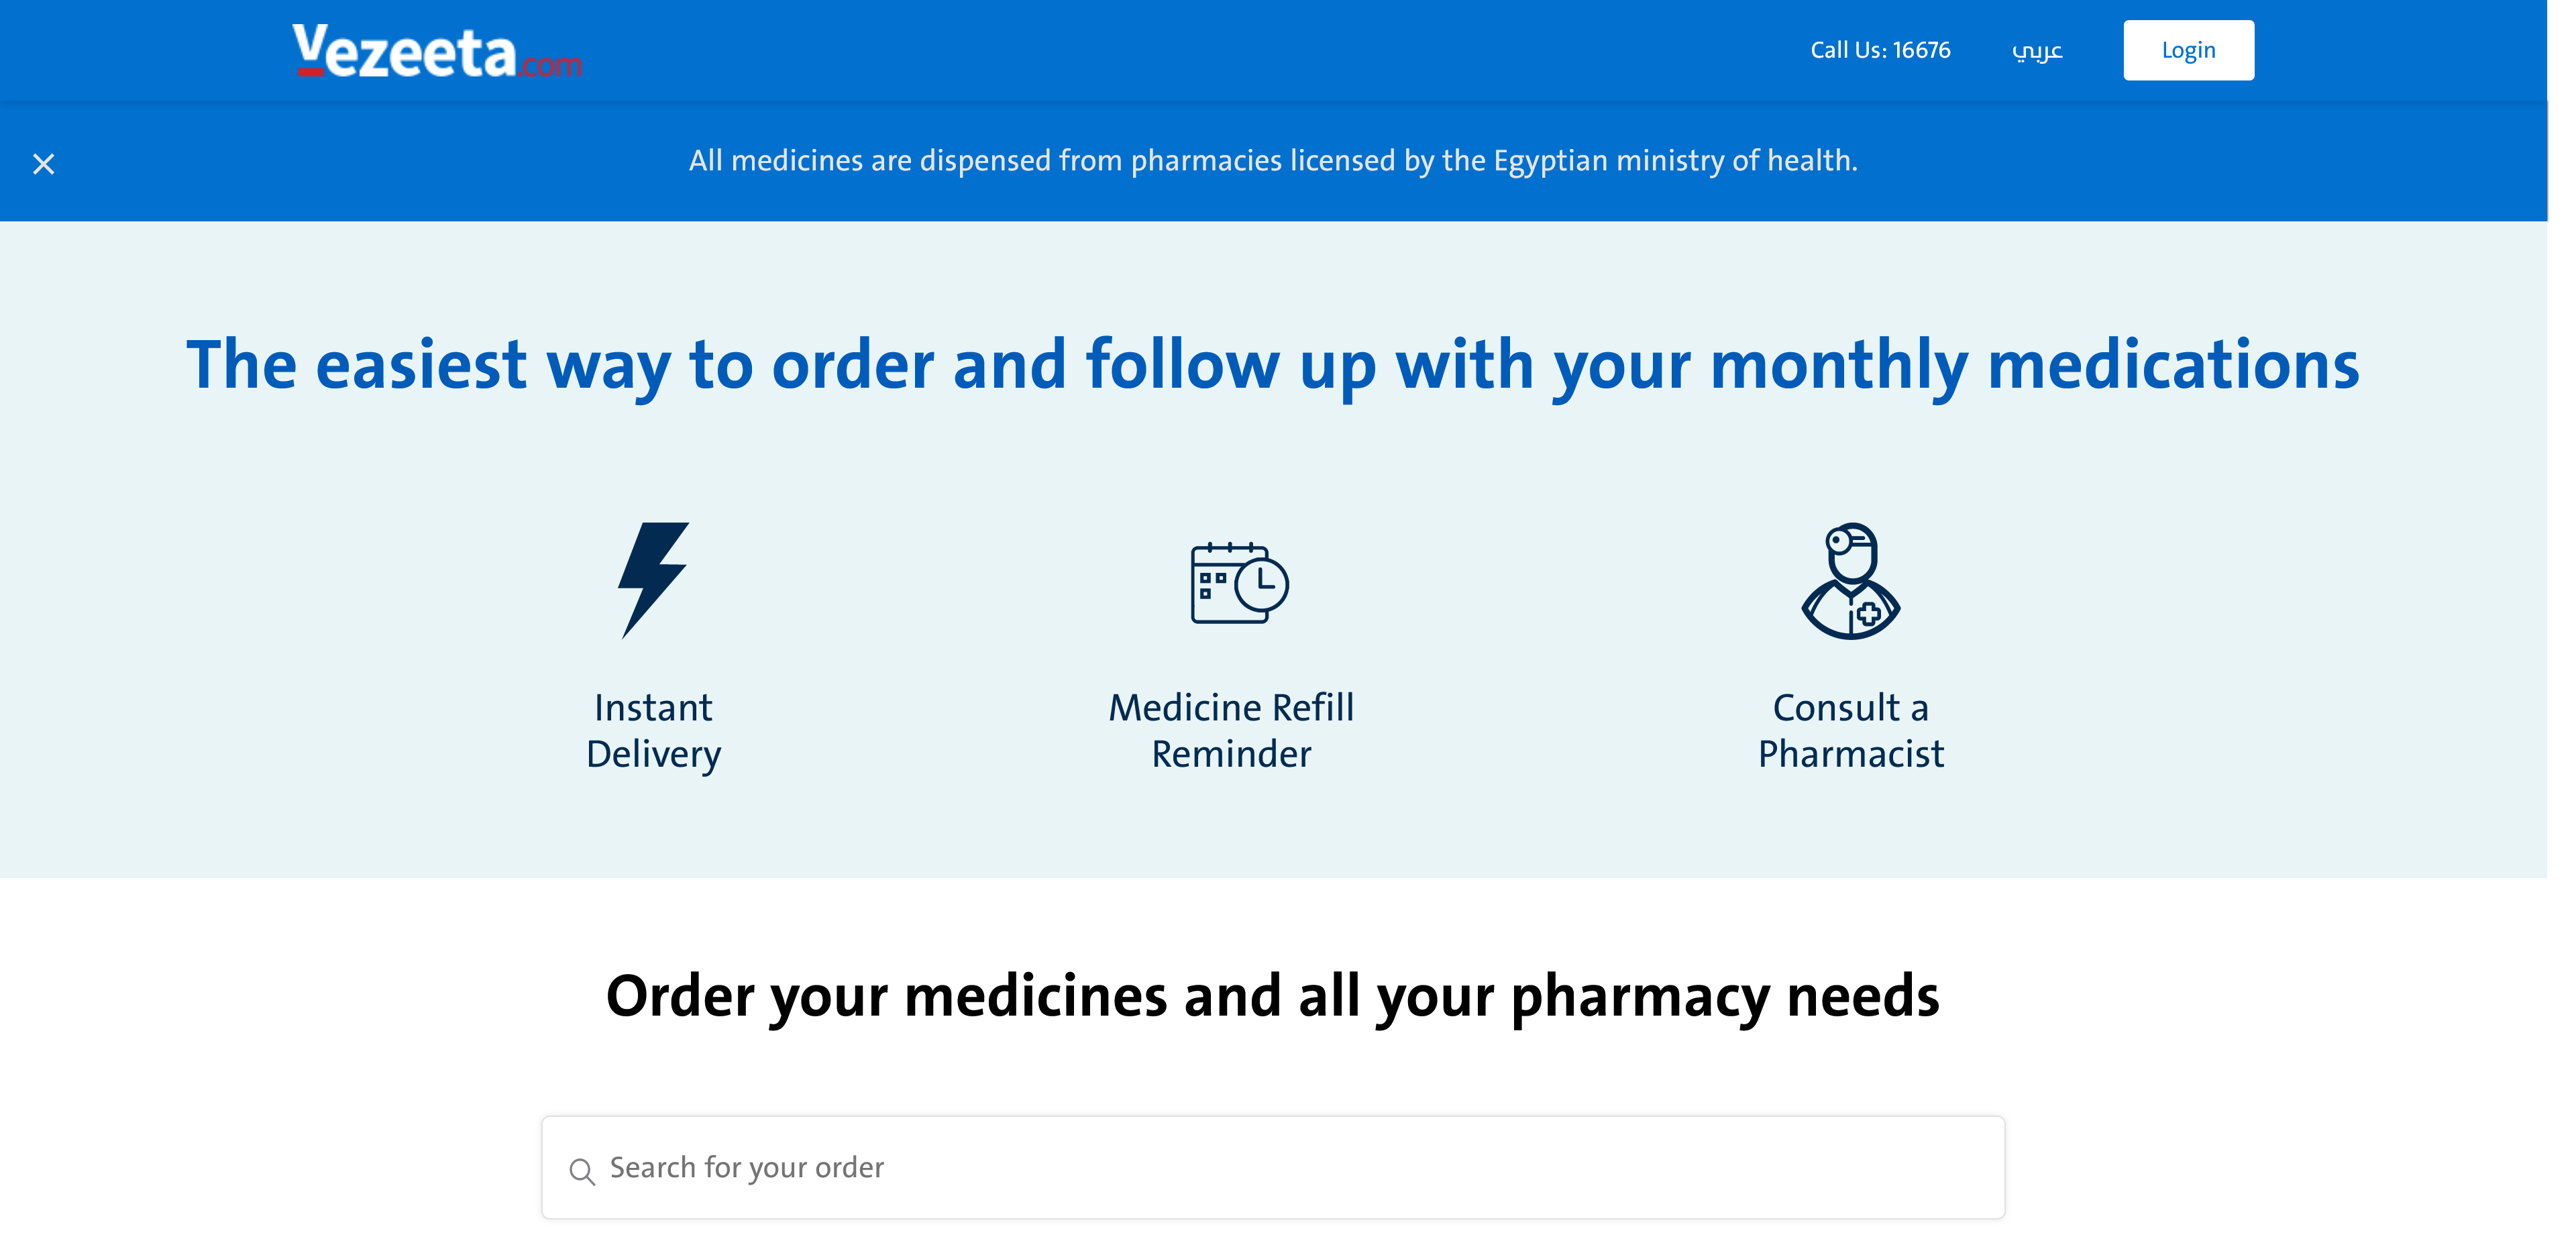 Vezeeta.com
Call Us: 16676
عربي
Login
All medicines are dispensed from pharmacies licensed by the Egyptian ministry of health.
The easiest way to order and follow up with your monthly medications
Instant
Delivery
Medicine Refill
Reminder
Consult a
Pharmacist
Order your medicines and all your pharmacy needs
Search for your order